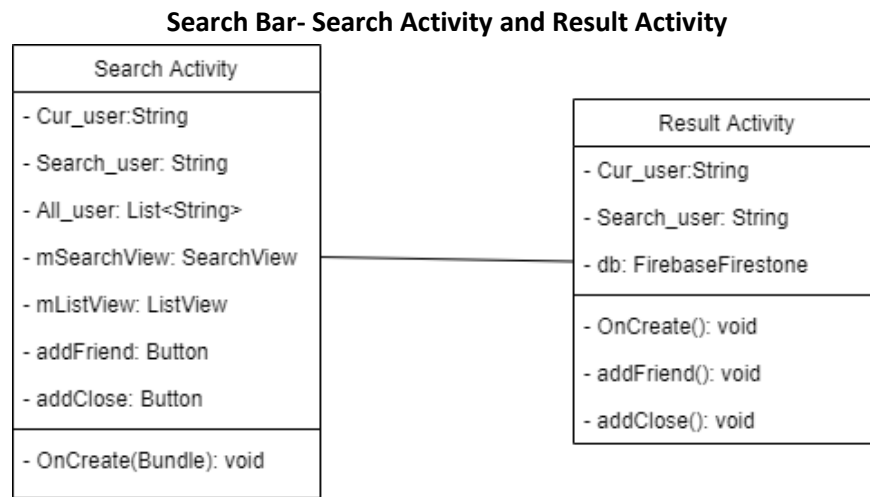 Search Bar- Search Activity and Result Activity
Search Activity
- Cur_user:String
- Search_user: String
- All_user: List<String>
- mSearchView: SearchView
- mListView: ListView
- addFriend: Button
- addClose: Button
- OnCreate(Bundle): void
Result Activity
- Cur_user:String
- Search_user: String
- db: FirebaseFirestone
- OnCreate(): void
- addFriend(): void
- addClose(): void